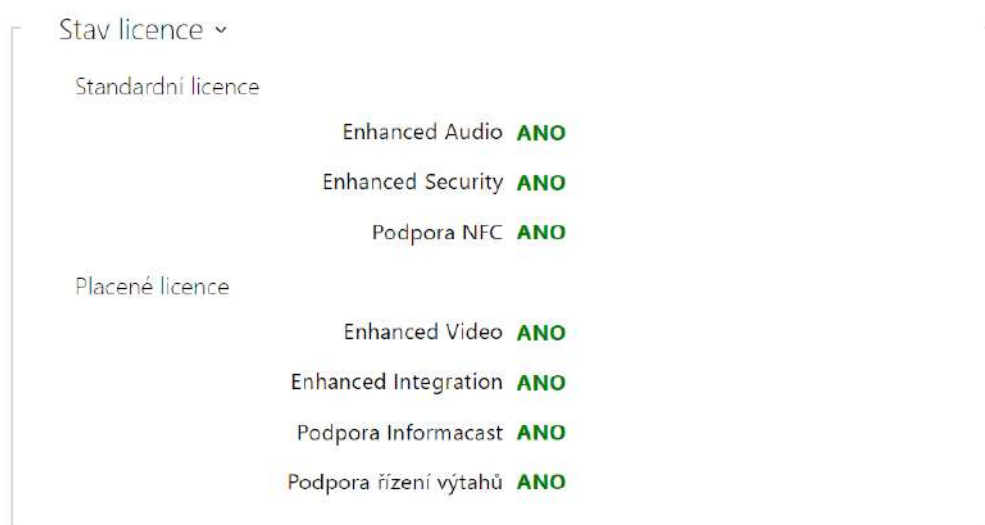 Stav licence
Standardní licence
Enhanced Audio ANO
Enhanced Security ANO
Podpora NFC ANO
Placené licence
Enhanced Video ANO
Enhanced Integration ANO
Podpora Informacast ANO
Podpora řízení výtahů ANO